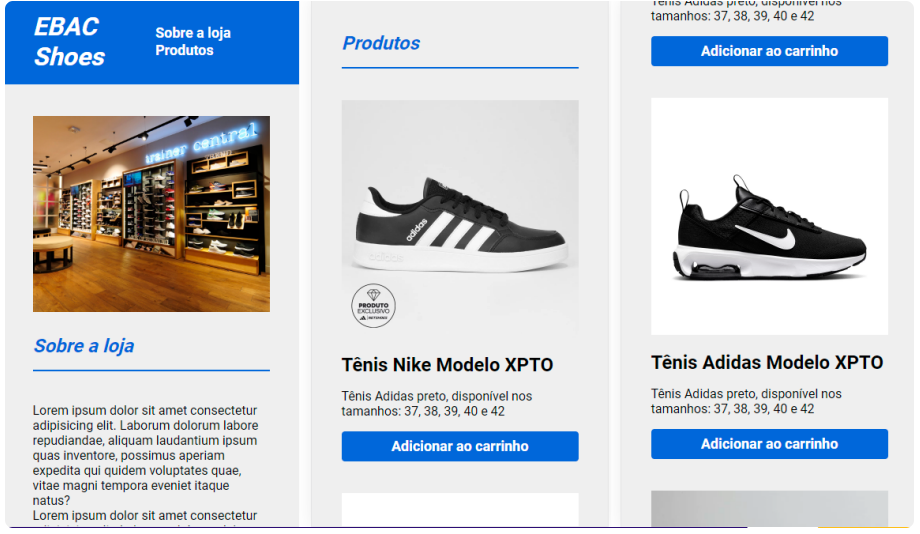 EBAC
Shoes
Sobre a loja
Produtos
trainer central
Sobre a loja
Lorem ipsum dolor sit amet consectetur
adipisicing elit. Laborum dolorum labore
repudiandae, aliquam laudantium ipsum
quas inventore, possimus aperiam
expedita qui quidem voluptates quae,
vitae magni tempora eveniet itaque
natus?
Lorem ipsum dolor sit amet consectetur
Produtos
adidas
adidas
PRODUTO
EXCLUSIVO
Tênis Nike Modelo XPTO
Tênis Adidas preto, disponível nos
tamanhos: 37, 38, 39, 40 e 42
Adicionar ao carrinho
Tênis Adidas preto, disponível nos
tamanhos: 37, 38, 39, 40 e 42
Adicionar ao carrinho
Tênis Adidas Modelo XPTO
Tênis Adidas preto, disponível nos
tamanhos: 37, 38, 39, 40 e 42
Adicionar ao carrinho